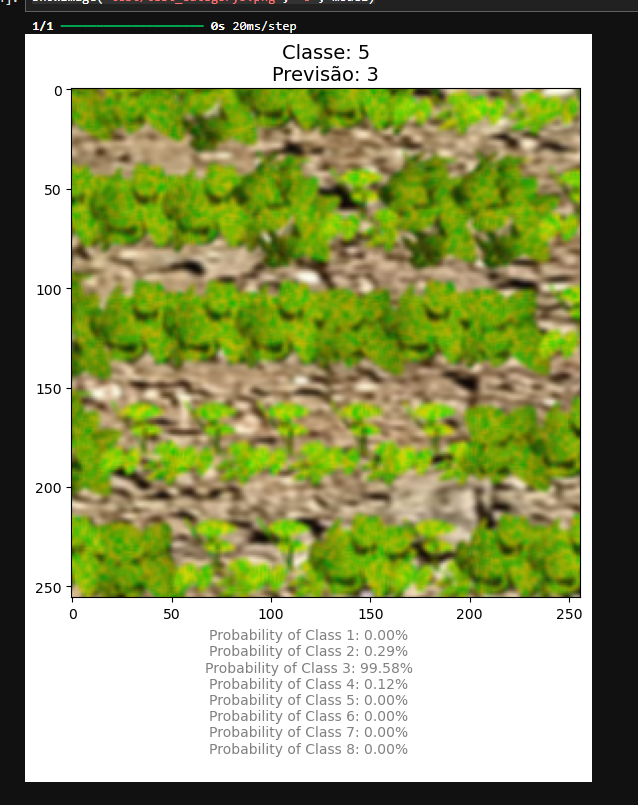 1/1 0s 20ms/step
Classe: 5
Previsão: 3
0
50
100
150
200
250
0 50 100 150 200 250
Probability of Class 1: 0.00%
Probability of Class 2: 0.29%
Probability of Class 3: 99.58%
Probability of Class 4: 0.12%
Probability of Class 5: 0.00%
Probability of Class 6: 0.00%
Probability of Class 7: 0.00%
Probability of Class 8: 0.00%